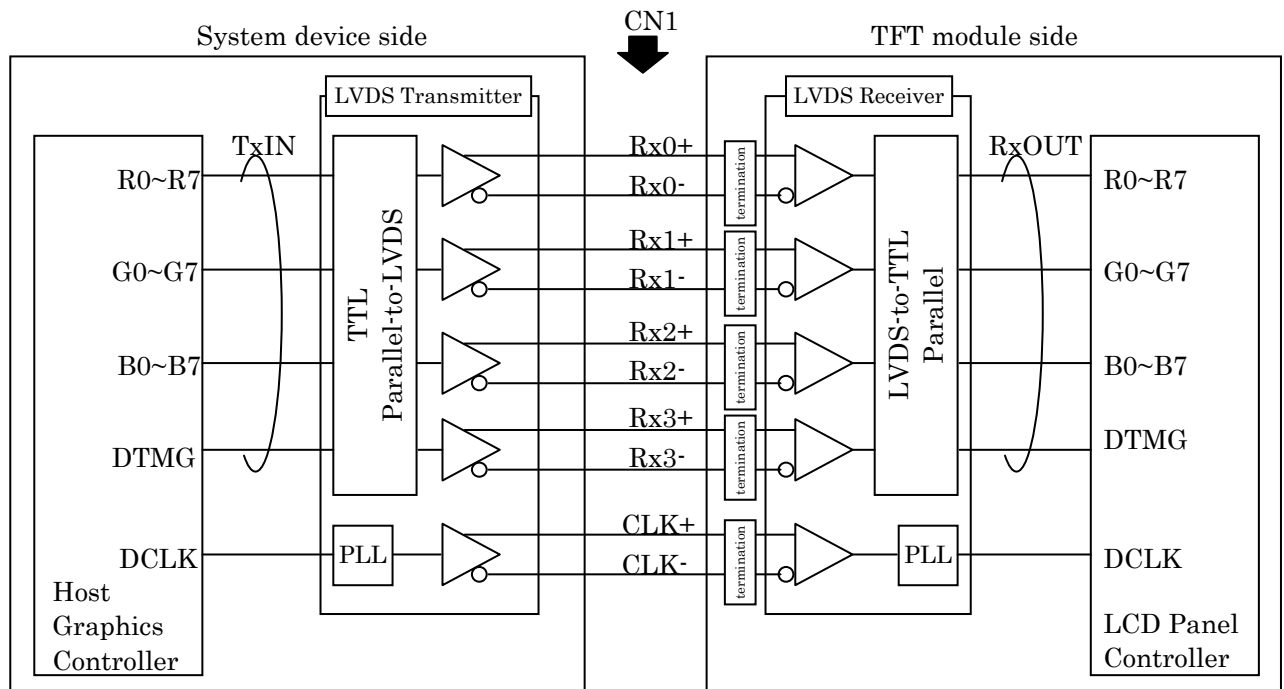 CN1
System device side
TFT module side
LVDS Transmitter
LVDS Receiver
TxIN
RxOUT
R0~R7
G0~G7
B0~B7
DTMG
DCLK
Host
Graphics
Controller
TTL
Parallel-to-LVDS
PLL
Rx0+
Rx0-
Rx1+
Rx1-
Rx2+
Rx2-
Rx3+
Rx3-
CLK+
CLK-
termination
termination
termination
termination
termination
LVDS-to-TTL
Parallel
PLL
R0~R7
G0~G7
B0~B7
DTMG
DCLK
LCD Panel
Controller